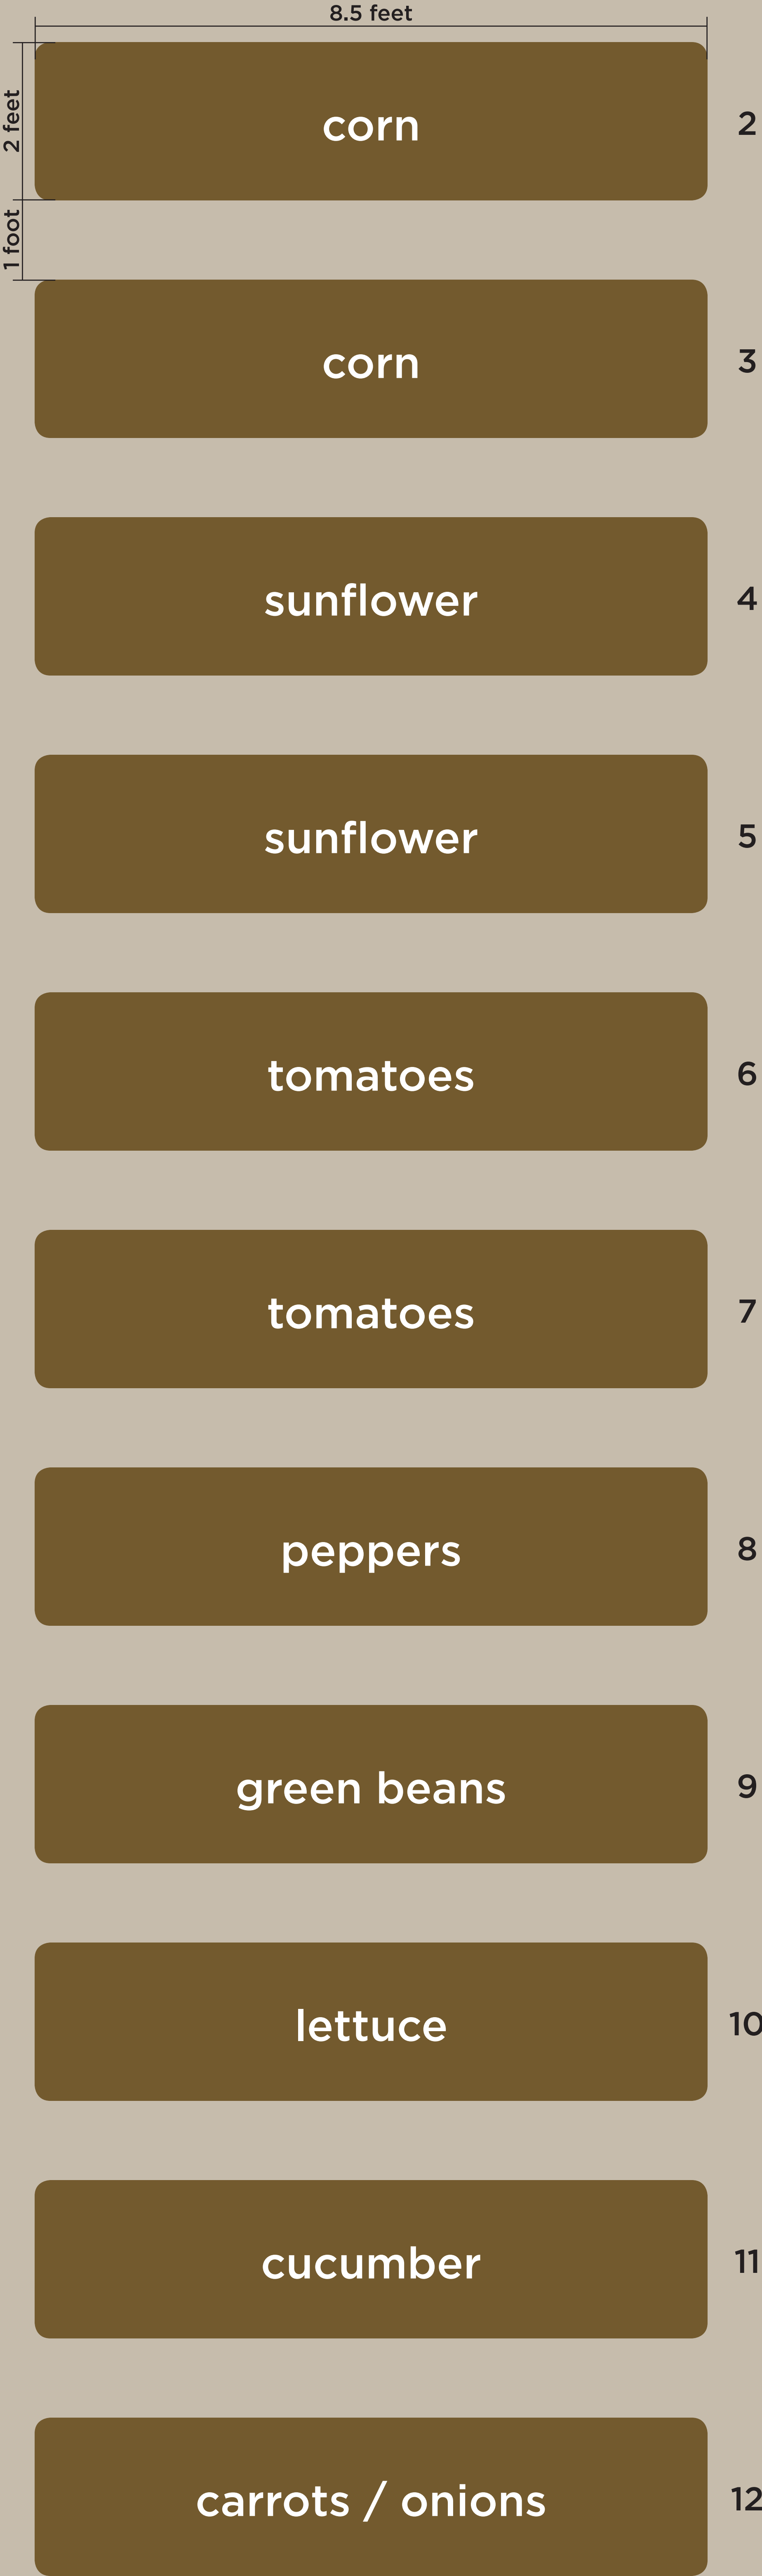 8.5 feet
2 feet
corn
2
1 foot
corn
3
sunflower
4
sunflower
5
tomatoes
6
tomatoes
7
peppers
8
green beans
9
lettuce
10
cucumber
11
carrots / onions
12